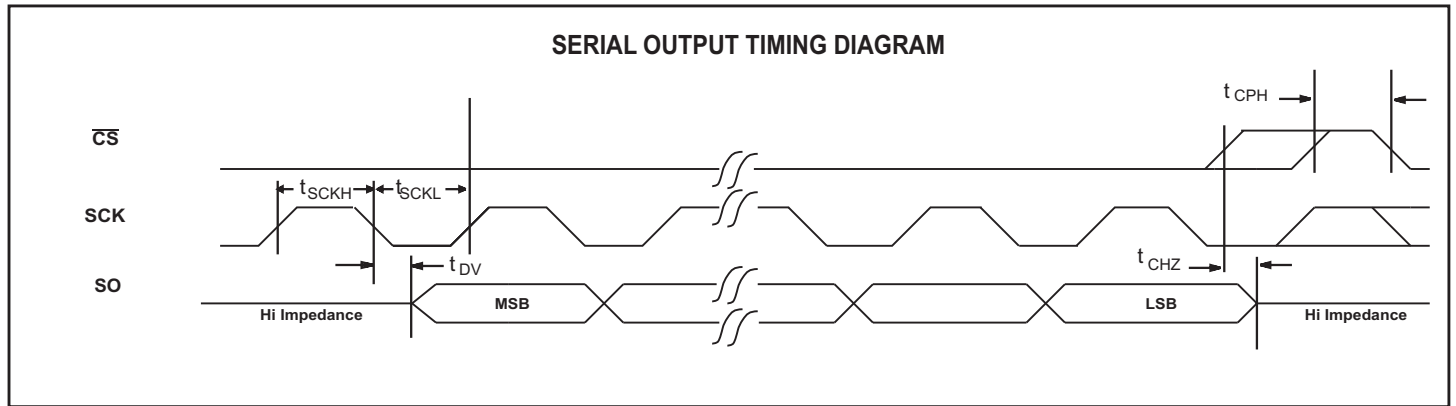 SERIAL OUTPUT TIMING DIAGRAM
t CPH
CS
t SCKH
t SCKL
SCK
t DV
t CHZ
SO
MSB
LSB
Hi Impedance
Hi Impedance